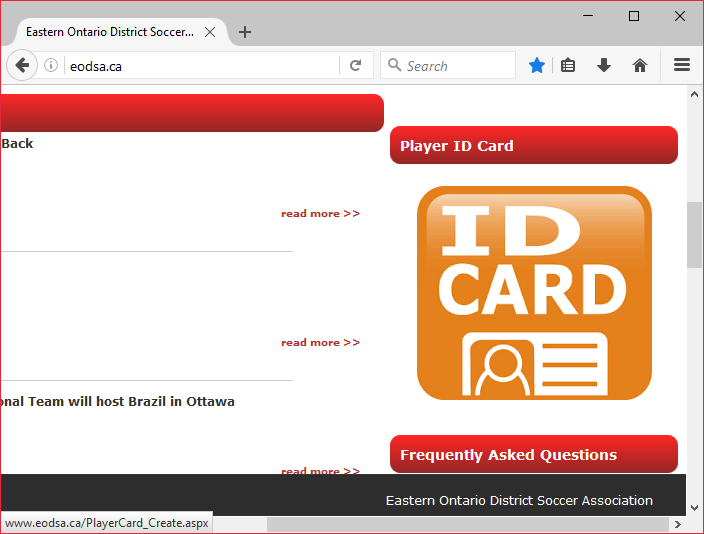 Eastern Ontario District Soccer...
eodsa.ca
Search
Back
read more >>
read more >>
onal Team will host Brazil in Ottawa
read more >>
Player ID Card
ID
CARD
Frequently Asked Questions
Eastern Ontario District Soccer Association
www.eodsa.ca/PlayerCard_Create.aspx